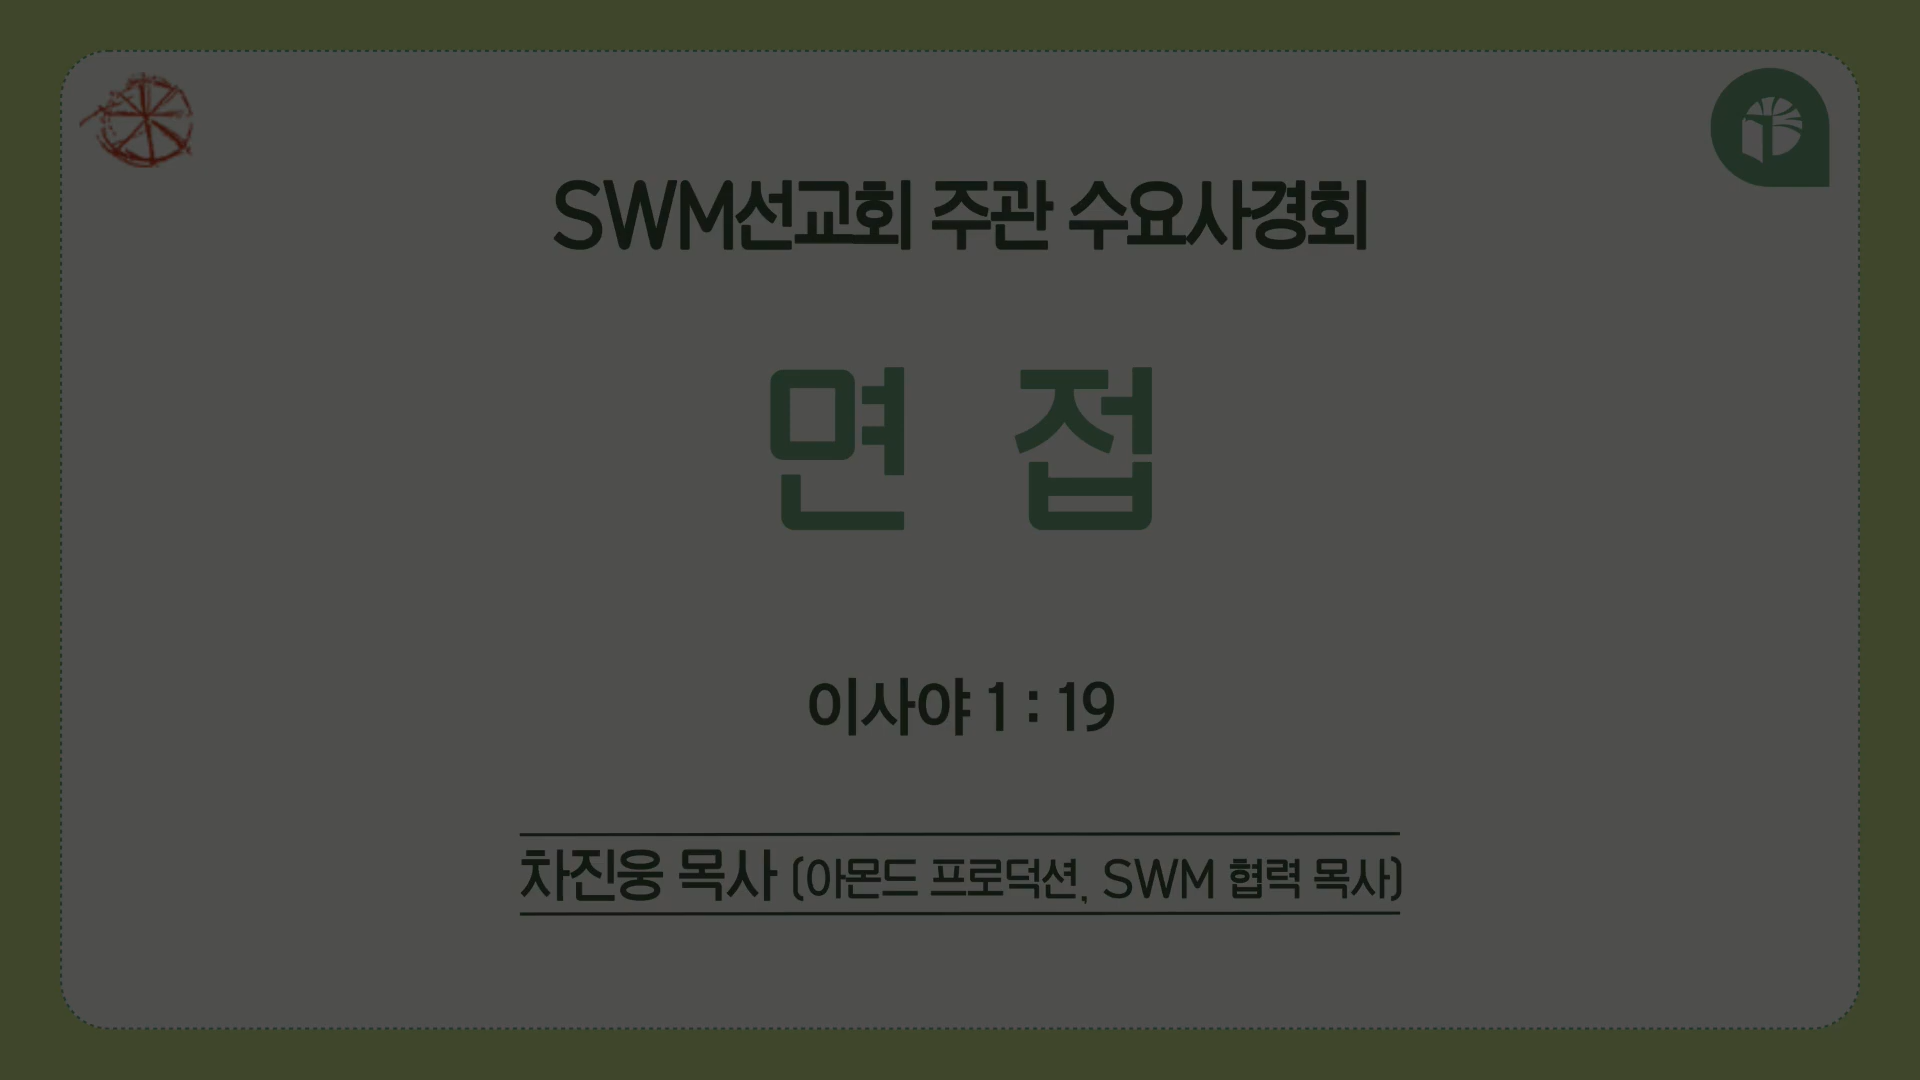 SWM선교회 주관 수요사경회
면 접
이사야 1 : 19
차진웅 목사 (아몬드 프로덕션, SWM 협력 목사)